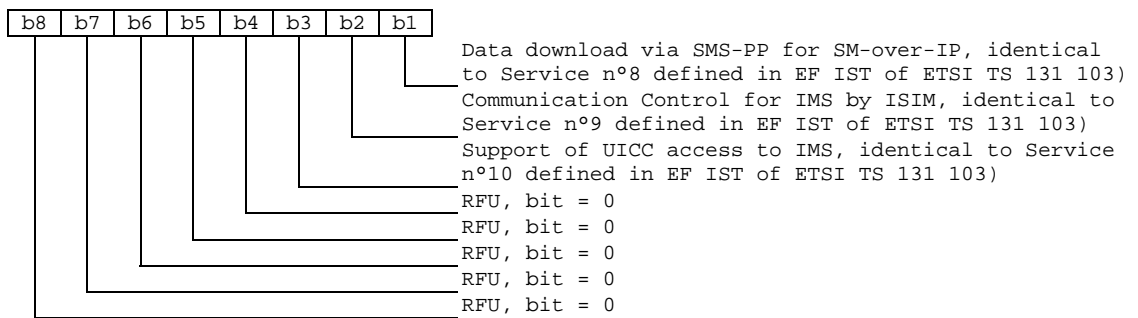 b8 b7 b6 b5 b4 b3 b2 b1
Data download via SMS-PP for SM-over-IP, identical
to Service nº8 defined in EF IST of ETSI TS 131 103)
Communication Control for IMS by ISIM, identical to
Service nº9 defined in EF IST of ETSI TS 131 103)
Support of UICC access to IMS, identical to Service
nº10 defined in EF IST of ETSI TS 131 103)
RFU, bit = 0
RFU, bit = 0
RFU, bit = 0
RFU, bit = 0
RFU, bit = 0